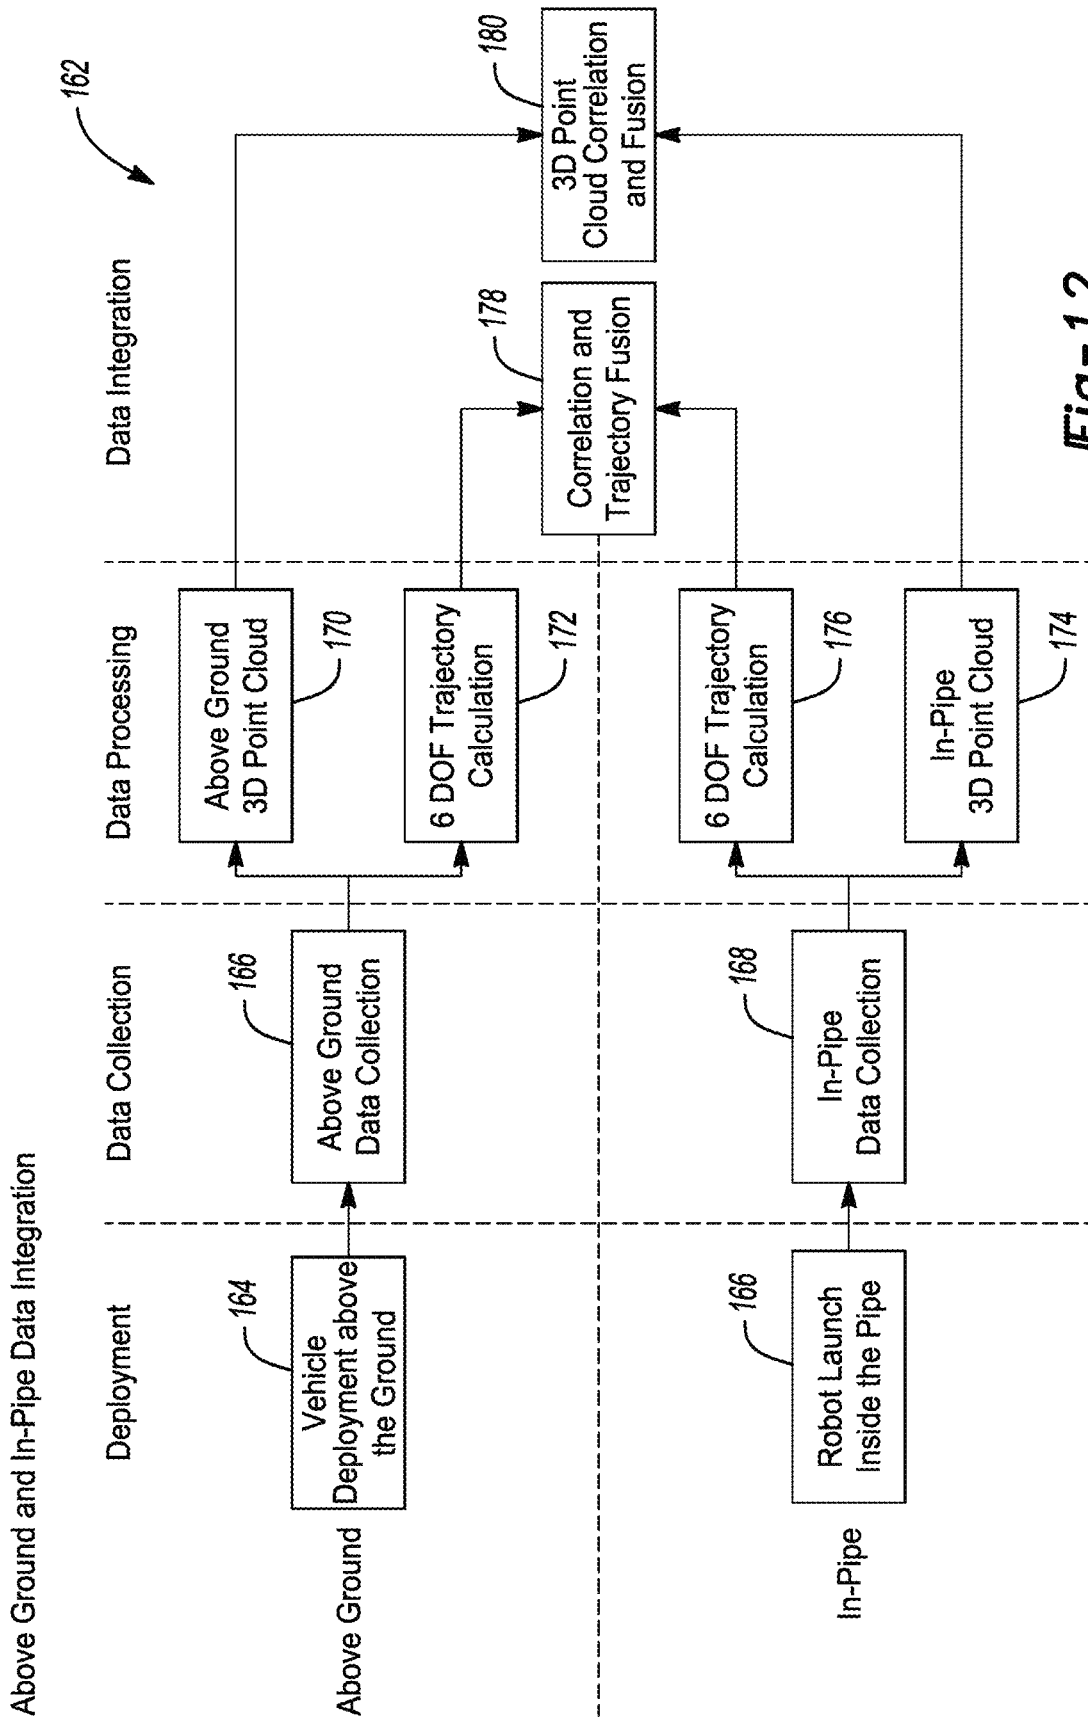 Above Ground and In-Pipe Data Integration
Deployment
Data Collection
Data Processing
Data Integration
162
Above Ground
164
Vehicle
Deployment above
the Ground
166
Above Ground
Data Collection
Above Ground
3D Point Cloud
170
6 DOF Trajectory
Calculation
172
178
Correlation and
Trajectory Fusion
180
3D Point
Cloud Correlation
and Fusion
In-Pipe
166
Robot Launch
Inside the Pipe
168
In-Pipe
Data Collection
6 DOF Trajectory
Calculation
176
In-Pipe
3D Point Cloud
174
Fig-12